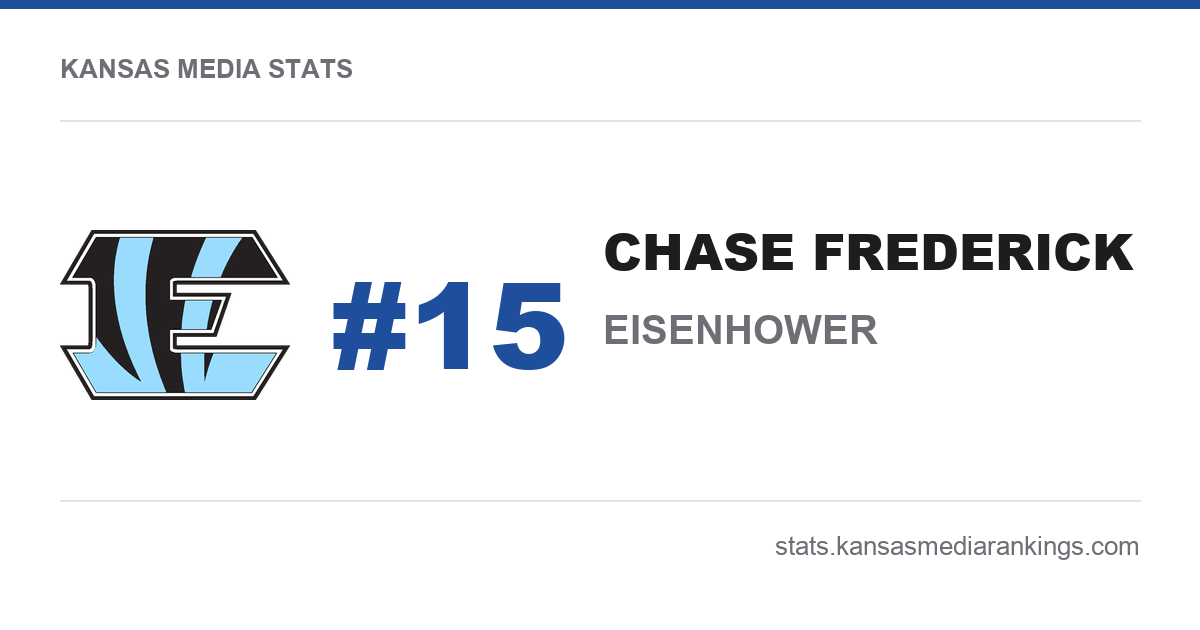 KANSAS MEDIA STATS
E
#15
CHASE FREDERICK
EISENHOWER
stats.kansasmediarankings.com